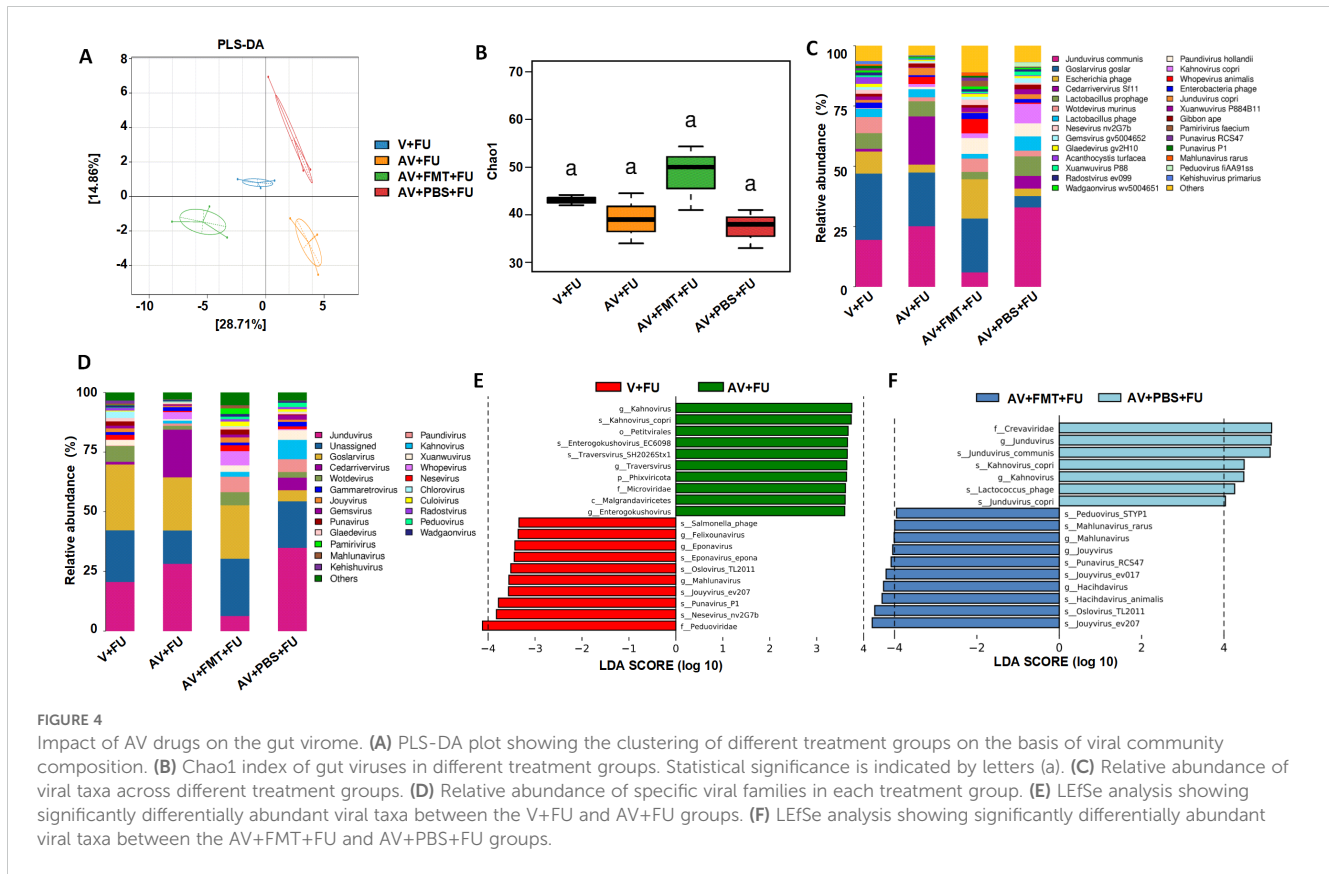 A
PLS-DA
8
6
4
2
0
-2
-4
[14.86%]
-10
-5
0
5
[28.71%]
V+FU
AV+FU
AV+FMT+FU
AV+PBS+FU
B
70
60
50
40
30
Chao1
a
a
a
a
V+FU
AV+FU
AV+FMT+FU
AV+PBS+FU
C
100
75
50
25
0
Relative abundance (%)
V+FU
AV+FU
AV+FMT+FU
AV+PBS+FU
Junduvirus communis
Goslarvirus goslar
Escherichia phage
Cedarrivervirus Sf11
Lactobacillus prophage
Wotdevirus murinus
Lactobacillus phage
Nesevirus nv2G7b
Gemsvirus gv5004652
Glaedevirus gv2H10
Acanthocystis turfacea
Xuanwuvirus P88
Radostvirus ev099
Wadgaonvirus wv5004651
Paundivirus hollandii
Kahnovirus copri
Whopevirus animalis
Enterobacteria phage
Junduvirus copri
Xuanwuvirus P884B11
Gibbon ape
Pamirivirus faecium
Punavirus RCS47
Punavirus P1
Mahlunavirus rarus
Peduovirus fiAA91ss
Kehishuvirus primarius
Others
D
100
75
50
25
0
Relative abundance (%)
V+FU
AV+FU
AV+FMT+FU
AV+PBS+FU
Junduvirus
Unassigned
Goslarvirus
Cedarrivervirus
Wotdevirus
Gammaretrovirus
Jouyvirus
Gemsvirus
Punavirus
Glaedevirus
Pamirivirus
Mahlunavirus
Kehishuvirus
Others
Paundivirus
Kahnovirus
Xuanwuvirus
Whopevirus
Nesevirus
Chlorovirus
Culoivirus
Radostvirus
Peduovirus
Wadgaonvirus
E
V+FU
AV+FU
g__Kahnovirus
s__Kahnovirus_copri
o__Petitvirales
s__Enterogokushovirus_EC6098
s__Traversvirus_SH2026Stx1
g__Traversvirus
p__Phixviricota
f__Microviridae
c__Malgrandaviricetes
g__Enterogokushovirus
s__Salmonella_phage
g__Felixounavirus
g__Eponavirus
s__Eponavirus_epona
s__Oslovirus_TL2011
g__Mahlunavirus
s__Jouyvirus_ev207
s__Punavirus_P1
s__Nesevirus_nv2G7b
f__Peduoviridae
−4
−3
−2
−1
0
1
2
3
4
LDA SCORE (log 10)
F
AV+FMT+FU
AV+PBS+FU
f__Crevaviridae
g__Junduvirus
s__Junduvirus_communis
s__Kahnovirus_copri
g__Kahnovirus
s__Lactococcus_phage
s__Junduvirus_copri
s__Peduovirus_STYP1
s__Mahlunavirus_rarus
g__Mahlunavirus
g__Jouyvirus
s__Punavirus_RCS47
s__Jouyvirus_ev017
g__Hacihdavirus
s__Hacihdavirus_animalis
s__Oslovirus_TL2011
s__Jouyvirus_ev207
−4
−2
0
2
4
LDA SCORE (log 10)
FIGURE 4
Impact of AV drugs on the gut virome. (A) PLS-DA plot showing the clustering of different treatment groups on the basis of viral community
composition. (B) Chao1 index of gut viruses in different treatment groups. Statistical significance is indicated by letters (a). (C) Relative abundance of
viral taxa across different treatment groups. (D) Relative abundance of specific viral families in each treatment group. (E) LEfSe analysis showing
significantly differentially abundant viral taxa between the V+FU and AV+FU groups. (F) LEfSe analysis showing significantly differentially abundant
viral taxa between the AV+FMT+FU and AV+PBS+FU groups.